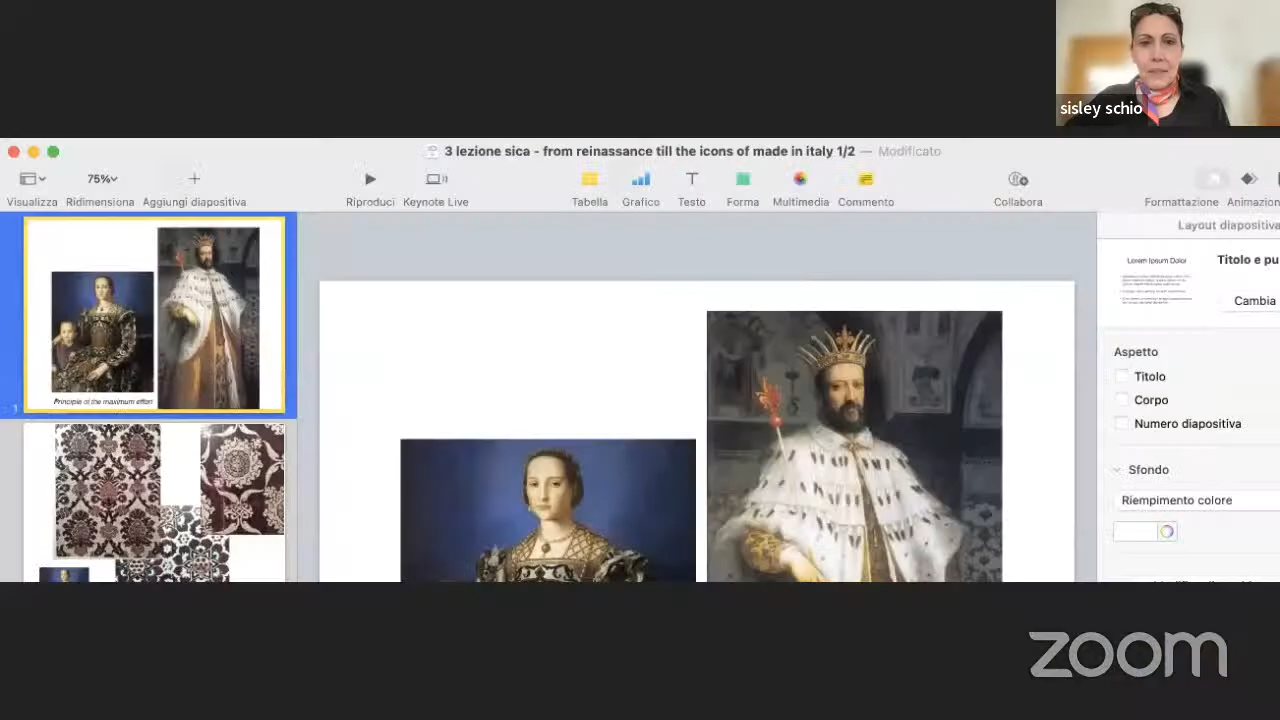 sisley schio
3 lezione sica - from reinassance till the icons of made in italy 1/2 — Modificato
75%
Visualizza Ridimensiona Aggiungi diapositiva Riproduci Keynote Live Tabella Grafico Testo Forma Multimedia Commento Collabora Formattazione Animazion
Layout diapositiva
Lorem Ipsum Dolor
Titolo e pu
Cambia
Aspetto
Titolo
Corpo
Numero diapositiva
Sfondo
Riempimento colore
Principle of the maximum effort
1
zoom